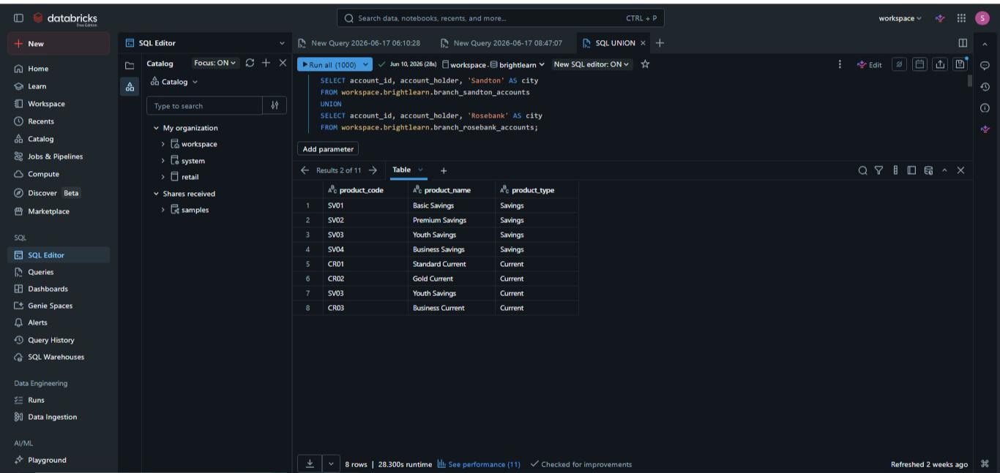 databricks
Free Edition
Search data, notebooks, recents, and more...
CTRL + P
workspace
S
New
Home
Learn
Workspace
Recents
Catalog
Jobs & Pipelines
Compute
Discover Beta
Marketplace
SQL
SQL Editor
Queries
Dashboards
Genie Spaces
Alerts
Query History
SQL Warehouses
Data Engineering
Runs
Data Ingestion
AI/ML
Playground
SQL Editor
Catalog
Focus: ON
Catalog
Type to search
My organization
workspace
system
retail
Shares received
samples
New Query 2026-06-17 06:10:28
New Query 2026-06-17 08:47:07
SQL UNION
Run all (1000)
Jun 10, 2026 (28s)
workspace.
brightlearn
New SQL editor: ON
Edit
SELECT account_id, account_holder, 'Sandton' AS city
FROM workspace.brightlearn.branch_sandton_accounts
UNION
SELECT account_id, account_holder, 'Rosebank' AS city
FROM workspace.brightlearn.branch_rosebank_accounts;
Add parameter
Results 2 of 11
Table
product_code product_name product_type
1 SV01 Basic Savings Savings
2 SV02 Premium Savings Savings
3 SV03 Youth Savings Savings
4 SV04 Business Savings Savings
5 CR01 Standard Current Current
6 CR02 Gold Current Current
7 SV03 Youth Savings Current
8 CR03 Business Current Current
8 rows | 28.300s runtime
See performance (11)
Checked for improvements
Refreshed 2 weeks ago